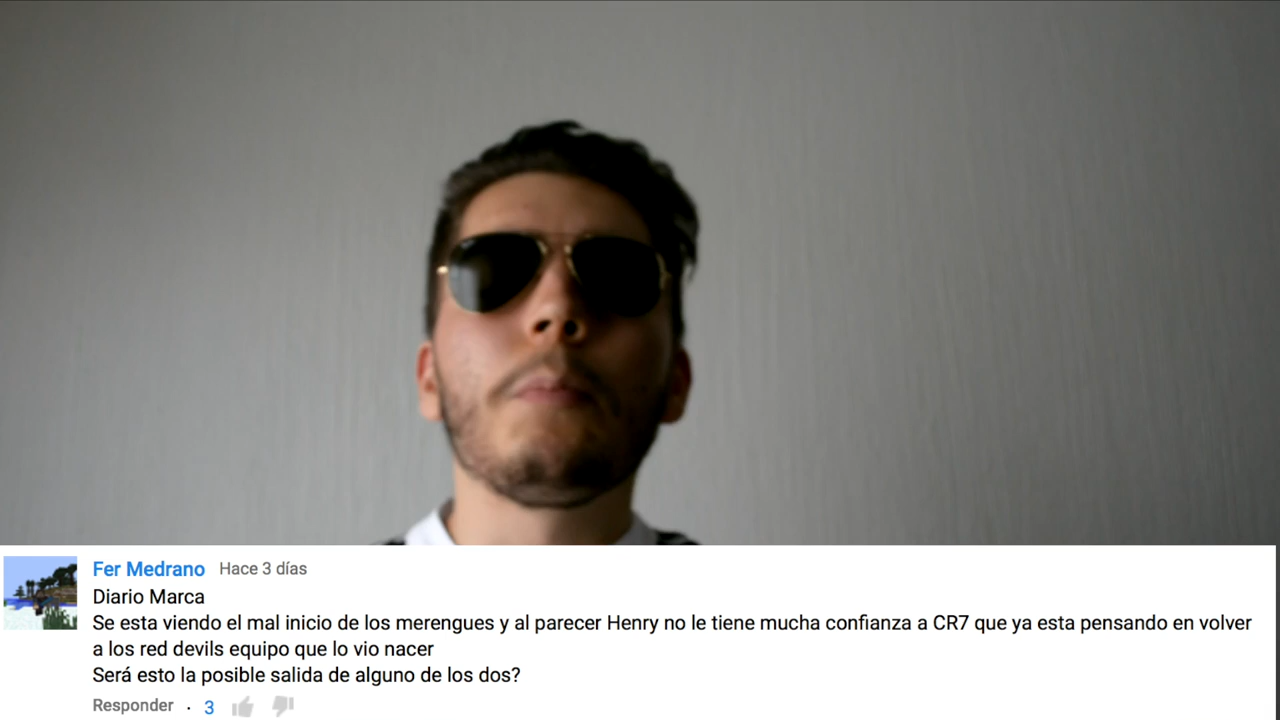 Fer Medrano Hace 3 días
Diario Marca
Se esta viendo el mal inicio de los merengues y al parecer Henry no le tiene mucha confianza a CR7 que ya esta pensando en volver
a los red devils equipo que lo vio nacer
Será esto la posible salida de alguno de los dos?
Responder · 3